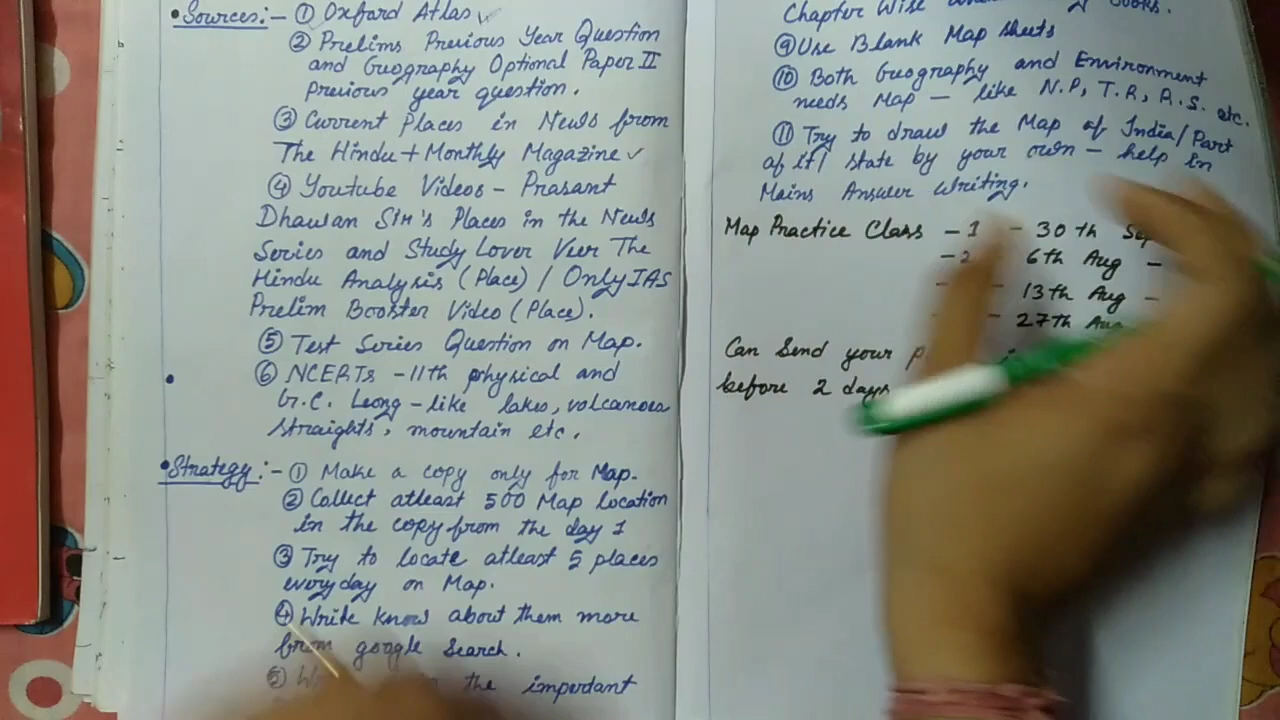 • Sources:- ① Oxford Atlas ✓
② Prelims Previous Year Question
and Geography Optional Paper II
previous year question.
③ Current Places in News from
The Hindu + Monthly Magazine ✓
④ Youtube Videos - Prasant
Dhawan Sir's Places in the News
Series and Study Lover Veer The
Hindu Analysis (Place) / OnlyIAS
Prelim Booster Video (Place).
⑤ Test Series Question on Map.
⑥ NCERTs - 11th physical and
G.C. Leong - like lakes, volcanoes
straights, mountain etc.
• Strategy:- ① Make a copy only for Map.
② Collect atleast 500 Map location
in the copy from the day 1
③ Try to locate atleast 5 places
everyday on Map.
④ Write know about them more
from google Search.
⑤ the important
Chapter Wise
⑨ Use Blank Map Sheets
⑩ Both Geography and Environment
needs Map - like N.P, T.R, R.S. etc.
⑪ Try to draw the Map of India/Part
of it/ state by your own - help in
Mains Answer Writing.
Map Practice Class - 1 - 30 th
- 2 6th Aug -
- 13th Aug -
- 27th
Can Send your
before 2 days